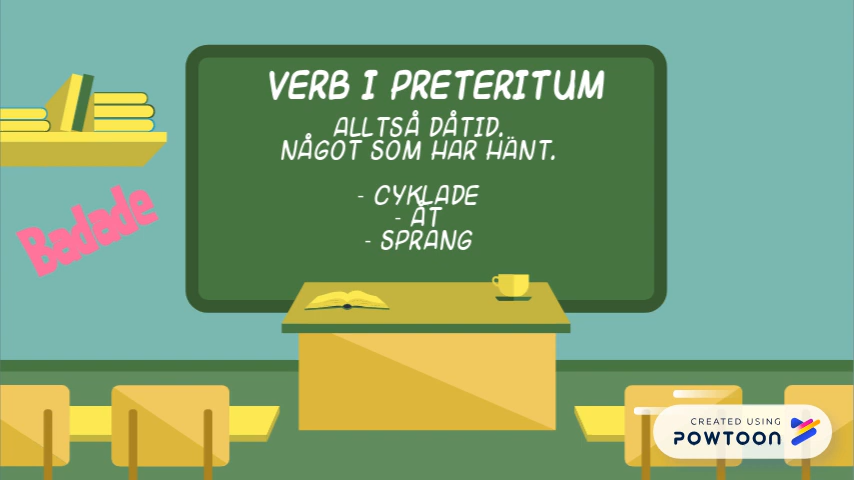 VERB I PRETERITUM
ALLTSÅ DÅTID.
NÅGOT SOM HAR HÄNT.
- CYKLADE
- ÅT
- SPRANG
Badade
CREATED USING
POWTOON